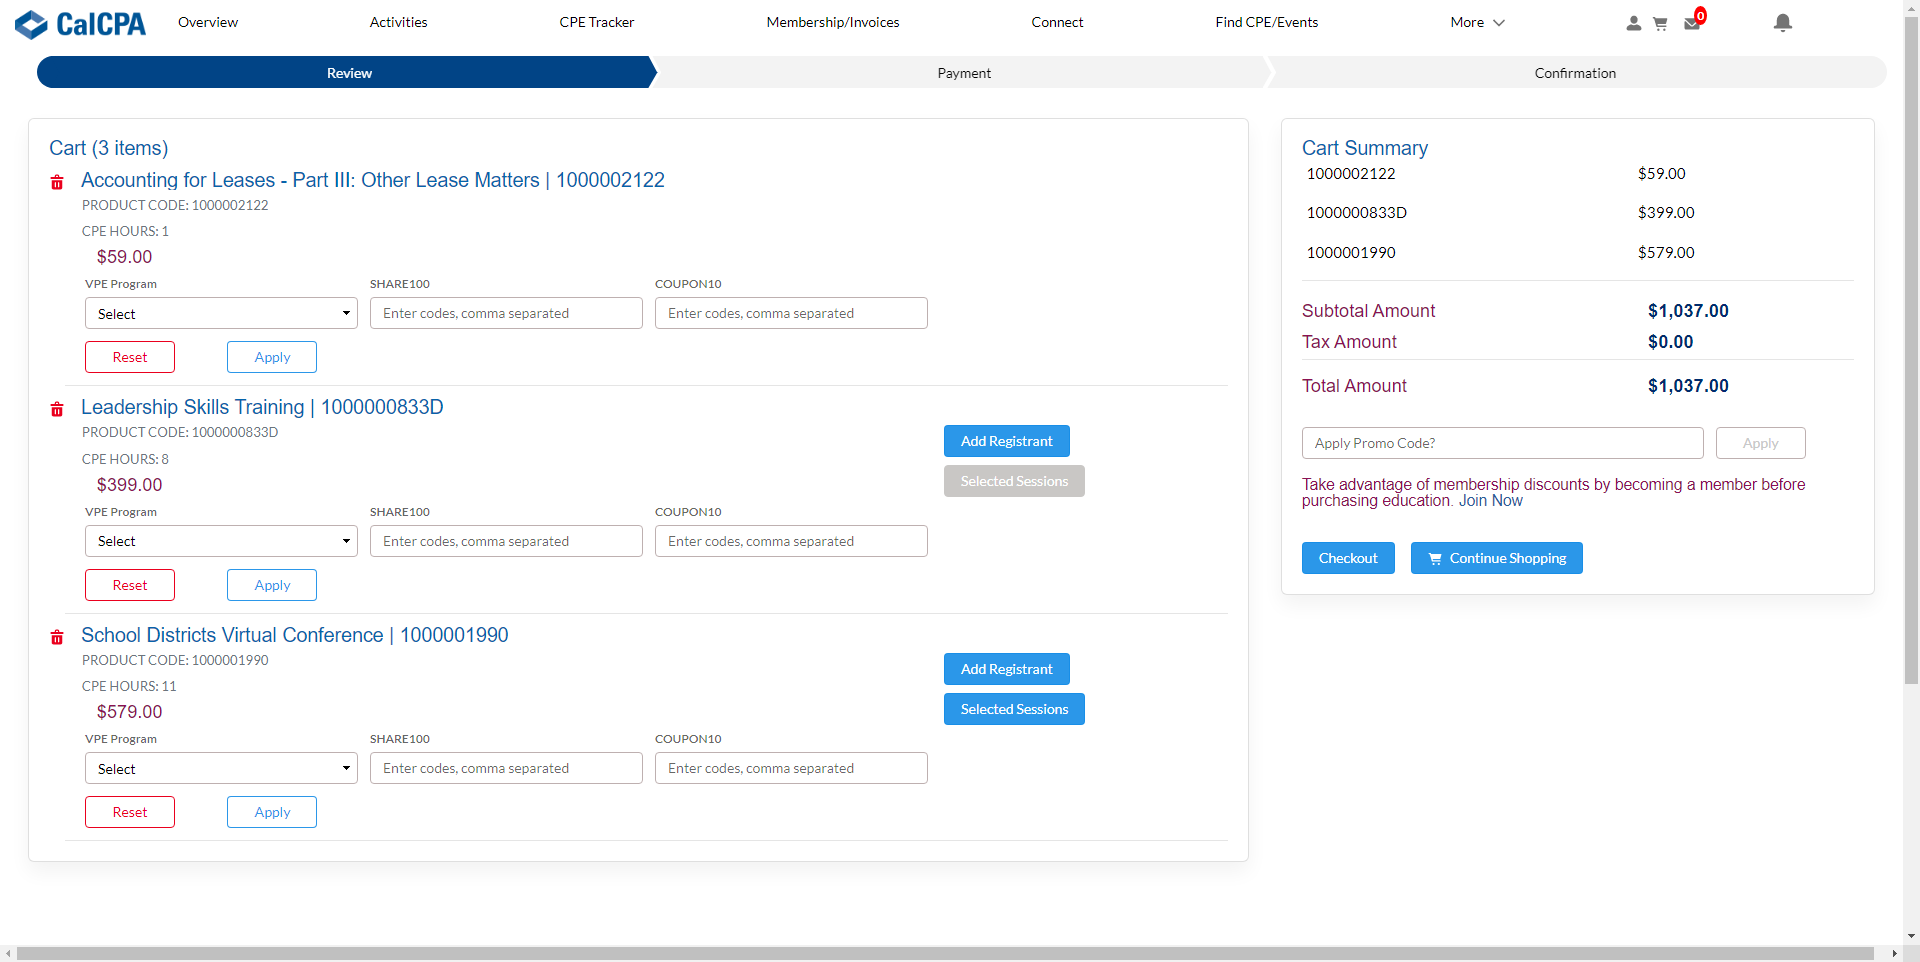 CalCPA
Overview
Activities
CPE Tracker
Membership/Invoices
Connect
Find CPE/Events
More
0
Review
Payment
Confirmation
Cart (3 items)
Accounting for Leases - Part III: Other Lease Matters | 1000002122
PRODUCT CODE: 1000002122
CPE HOURS: 1
$59.00
VPE Program SHARE100 COUPON10
Select Enter codes, comma separated Enter codes, comma separated
Reset Apply
Leadership Skills Training | 1000000833D
PRODUCT CODE: 1000000833D
Add Registrant
CPE HOURS: 8
Selected Sessions
$399.00
VPE Program SHARE100 COUPON10
Select Enter codes, comma separated Enter codes, comma separated
Reset Apply
School Districts Virtual Conference | 1000001990
PRODUCT CODE: 1000001990
Add Registrant
CPE HOURS: 11
Selected Sessions
$579.00
VPE Program SHARE100 COUPON10
Select Enter codes, comma separated Enter codes, comma separated
Reset Apply
Cart Summary
1000002122 $59.00
1000000833D $399.00
1000001990 $579.00
Subtotal Amount $1,037.00
Tax Amount $0.00
Total Amount $1,037.00
Apply Promo Code? Apply
Take advantage of membership discounts by becoming a member before
purchasing education. Join Now
Checkout Continue Shopping